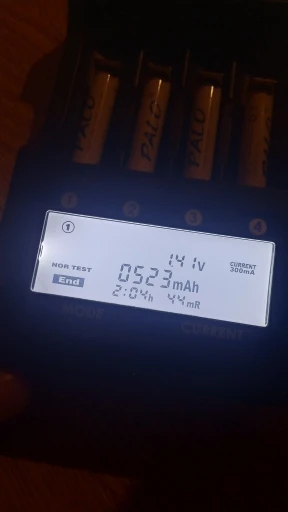 PALO PALO PALO PALO
1 2 3 4
1
1.41V
CURRENT
300mA
NOR TEST
0523mAh
End
2:04h 44mR
MODE CURRENT